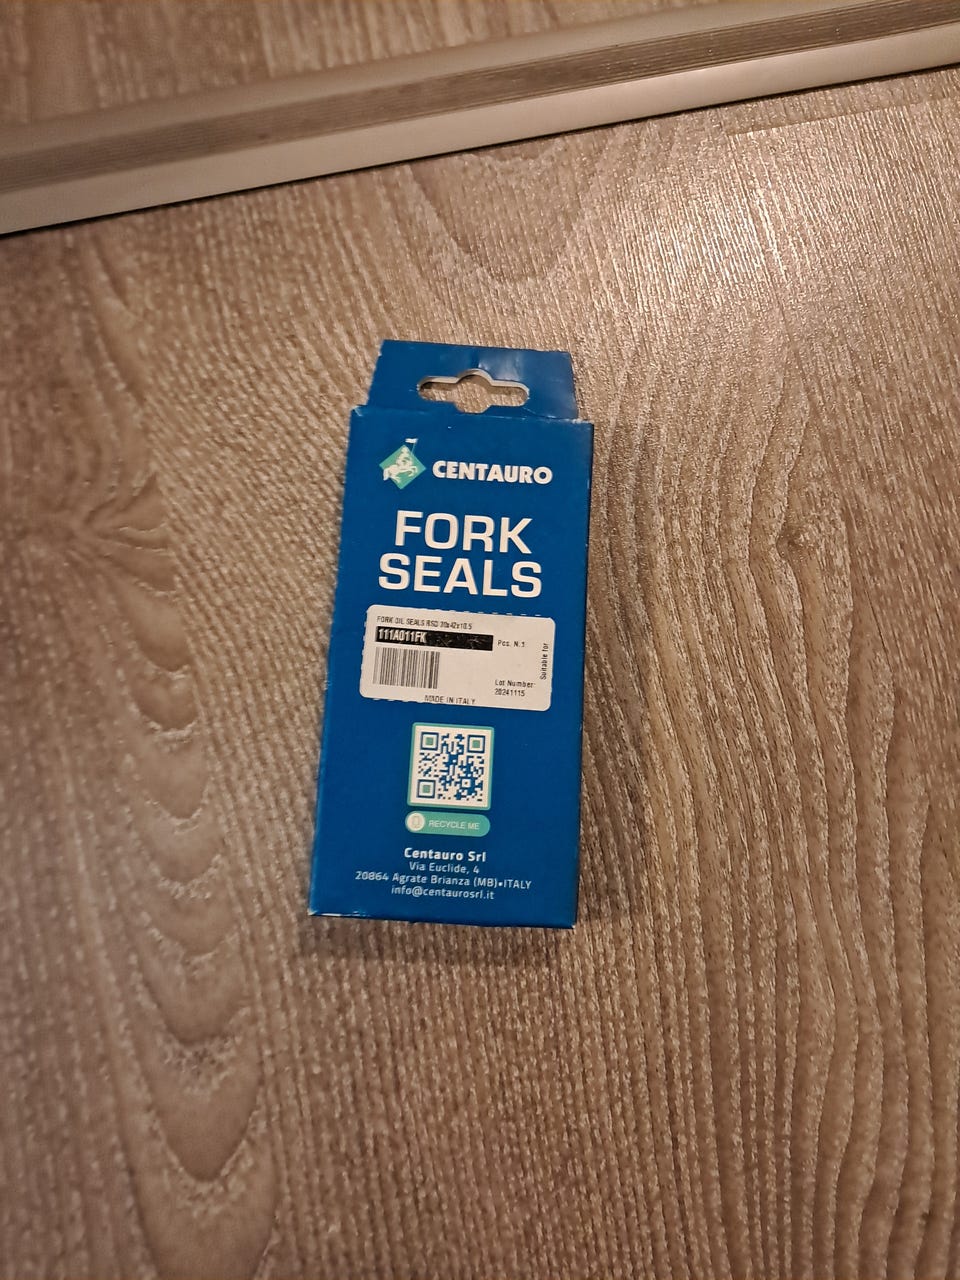 CENTAURO
FORK
SEALS
FORK OIL SEALS RSD 30x42x10.5
111A011FK
Pcs. N.1
Suitable for
Lot Number:
20241115
MADE IN ITALY
RECYCLE ME
Centauro Srl
Via Euclide, 4
20864 Agrate Brianza (MB)•ITALY
info@centaurosrl.it